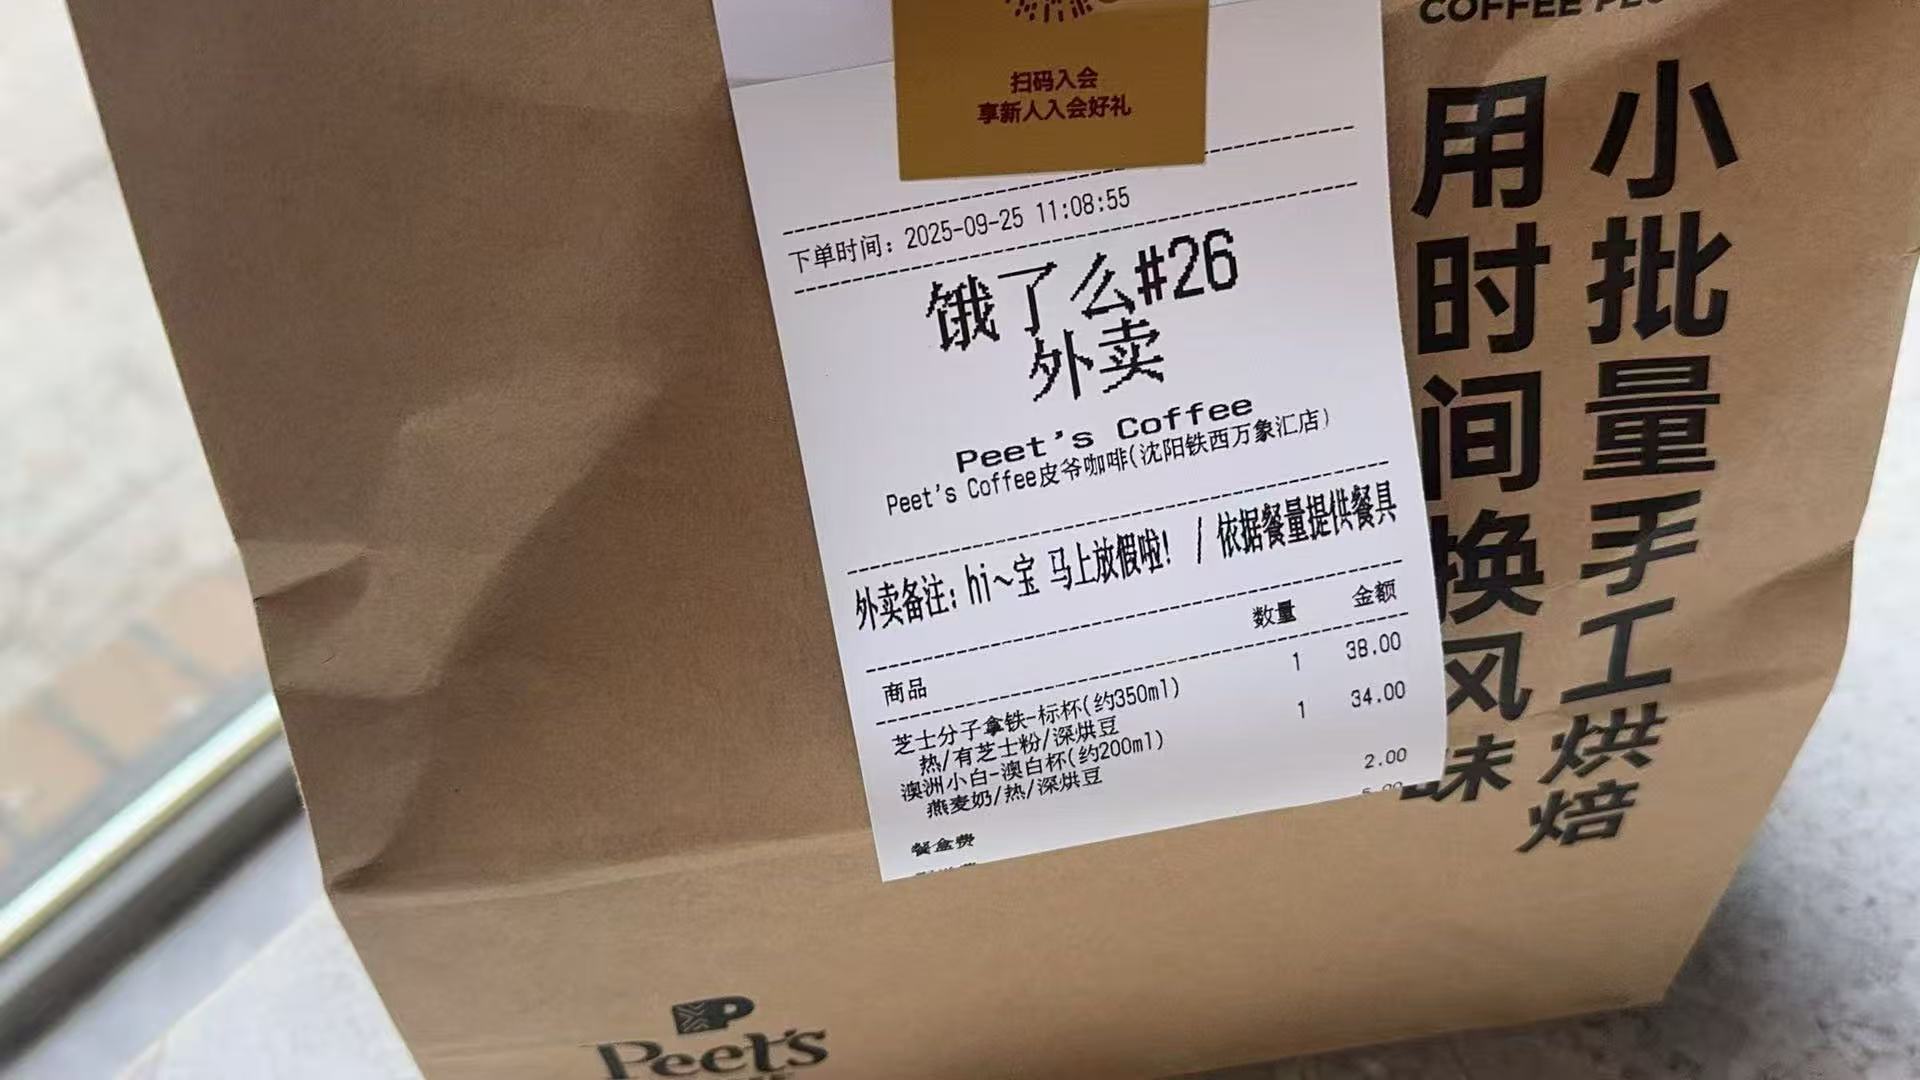 扫码入会
享新人入会好礼
下单时间：2025-09-25 11:08:55
饿了么#26
外卖
Peet's Coffee
Peet's Coffee皮爷咖啡(沈阳铁西万象汇店)
外卖备注：hi~宝 马上放假啦！ / 依据餐量提供餐具
商品 数量 金额
芝士分子拿铁-标杯(约350ml) 1 38.00
热/有芝士粉/深烘豆
澳洲小白-澳白杯(约200ml) 1 34.00
燕麦奶/热/深烘豆
餐盒费 2.00
COFFEE
小批量手工烘焙
用时间换风味
Peet's